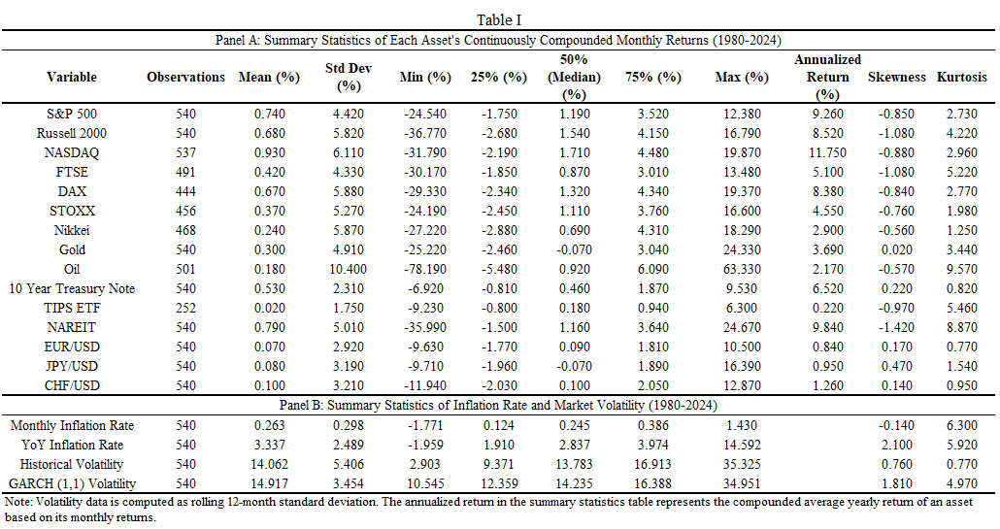 Table I
Panel A: Summary Statistics of Each Asset's Continuously Compounded Monthly Returns (1980-2024)
Variable Observations Mean (%) Std Dev (%) Min (%) 25% (%) 50% (Median) (%) 75% (%) Max (%) Annualized Return (%) Skewness Kurtosis
S&P 500 540 0.740 4.420 -24.540 -1.750 1.190 3.520 12.380 9.260 -0.850 2.730
Russell 2000 540 0.680 5.820 -36.770 -2.680 1.540 4.150 16.790 8.520 -1.080 4.220
NASDAQ 537 0.930 6.110 -31.790 -2.190 1.710 4.480 19.870 11.750 -0.880 2.960
FTSE 491 0.420 4.330 -30.170 -1.850 0.870 3.010 13.480 5.100 -1.080 5.220
DAX 444 0.670 5.880 -29.330 -2.340 1.320 4.340 19.370 8.380 -0.840 2.770
STOXX 456 0.370 5.270 -24.190 -2.450 1.110 3.760 16.600 4.550 -0.760 1.980
Nikkei 468 0.240 5.870 -27.220 -2.880 0.690 4.310 18.290 2.900 -0.560 1.250
Gold 540 0.300 4.910 -25.220 -2.460 -0.070 3.040 24.330 3.690 0.020 3.440
Oil 501 0.180 10.400 -78.190 -5.480 0.920 6.090 63.330 2.170 -0.570 9.570
10 Year Treasury Note 540 0.530 2.310 -6.920 -0.810 0.460 1.870 9.530 6.520 0.220 0.820
TIPS ETF 252 0.020 1.750 -9.230 -0.800 0.180 0.940 6.300 0.220 -0.970 5.460
NAREIT 540 0.790 5.010 -35.990 -1.500 1.160 3.640 24.670 9.840 -1.420 8.870
EUR/USD 540 0.070 2.920 -9.630 -1.770 0.090 1.810 10.500 0.840 0.170 0.770
JPY/USD 540 0.080 3.190 -9.710 -1.960 -0.070 1.890 16.390 0.950 0.470 1.540
CHF/USD 540 0.100 3.210 -11.940 -2.030 0.100 2.050 12.870 1.260 0.140 0.950
Panel B: Summary Statistics of Inflation Rate and Market Volatility (1980-2024)
Monthly Inflation Rate 540 0.263 0.298 -1.771 0.124 0.245 0.386 1.430 -0.140 6.300
YoY Inflation Rate 540 3.337 2.489 -1.959 1.910 2.837 3.974 14.592 2.100 5.920
Historical Volatility 540 14.062 5.406 2.903 9.371 13.783 16.913 35.325 0.760 0.770
GARCH (1,1) Volatility 540 14.917 3.454 10.545 12.359 14.235 16.388 34.951 1.810 4.970
Note: Volatility data is computed as rolling 12-month standard deviation. The annualized return in the summary statistics table represents the compounded average yearly return of an asset
based on its monthly returns.